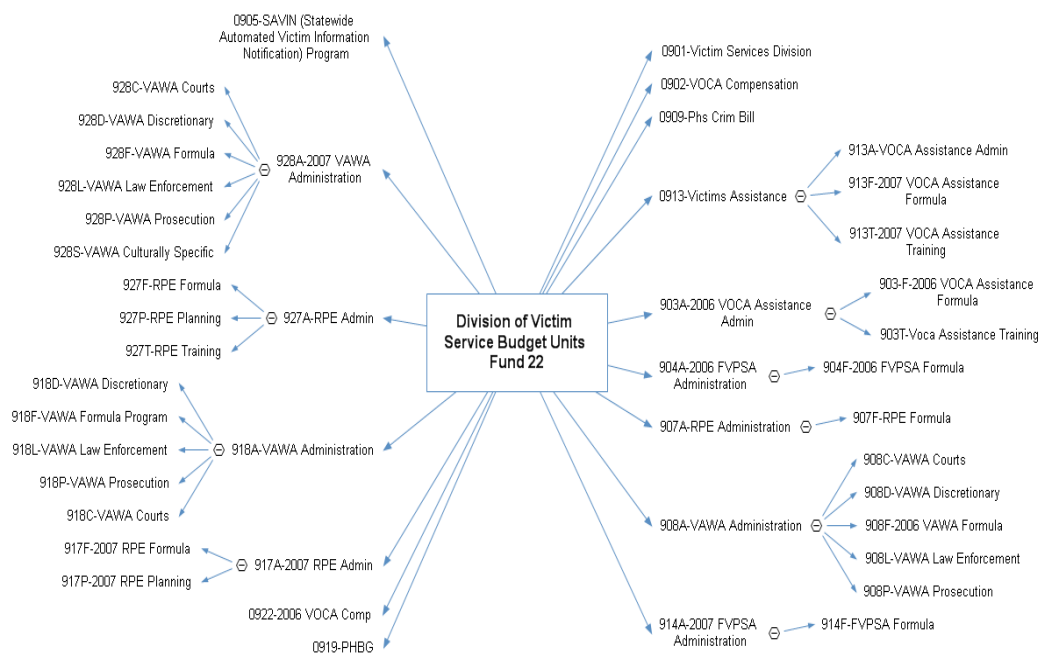 0905-SAVIN (Statewide
Automated Victim Information
Notification) Program
928C-VAWA Courts
928D-VAWA Discretionary
928F-VAWA Formula
928L-VAWA Law Enforcement
928P-VAWA Prosecution
928S-VAWA Culturally Specific
928A-2007 VAWA
Administration
927F-RPE Formula
927P-RPE Planning
927T-RPE Training
927A-RPE Admin
918D-VAWA Discretionary
918F-VAWA Formula Program
918L-VAWA Law Enforcement
918P-VAWA Prosecution
918C-VAWA Courts
918A-VAWA Administration
917F-2007 RPE Formula
917P-2007 RPE Planning
917A-2007 RPE Admin
0922-2006 VOCA Comp
0919-PHBG
Division of Victim
Service Budget Units
Fund 22
0901-Victim Services Division
0902-VOCA Compensation
0909-Phs Crim Bill
0913-Victims Assistance
913A-VOCA Assistance Admin
913F-2007 VOCA Assistance
Formula
913T-2007 VOCA Assistance
Training
903A-2006 VOCA Assistance
Admin
903-F-2006 VOCA Assistance
Formula
903T-Voca Assistance Training
904A-2006 FVPSA
Administration
904F-2006 FVPSA Formula
907A-RPE Administration
907F-RPE Formula
908A-VAWA Administration
908C-VAWA Courts
908D-VAWA Discretionary
908F-2006 VAWA Formula
908L-VAWA Law Enforcement
908P-VAWA Prosecution
914A-2007 FVPSA
Administration
914F-FVPSA Formula